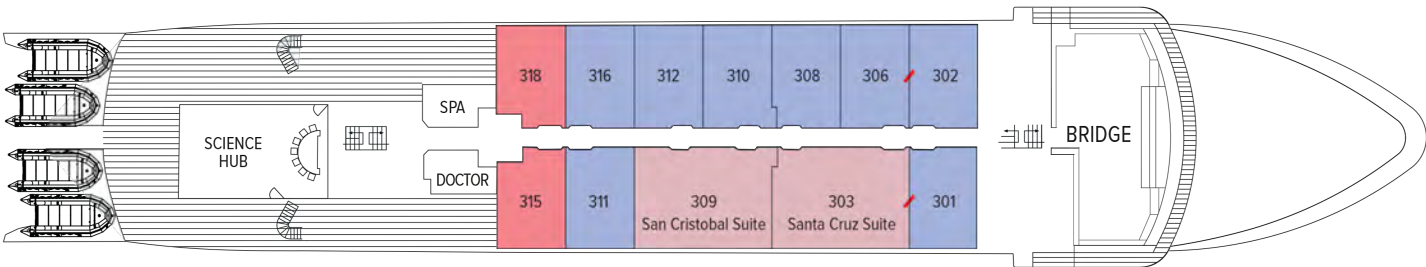 318
316
312
310
308
306
302
SPA
SCIENCE
HUB
BRIDGE
DOCTOR
315
311
309
San Cristobal Suite
303
Santa Cruz Suite
301